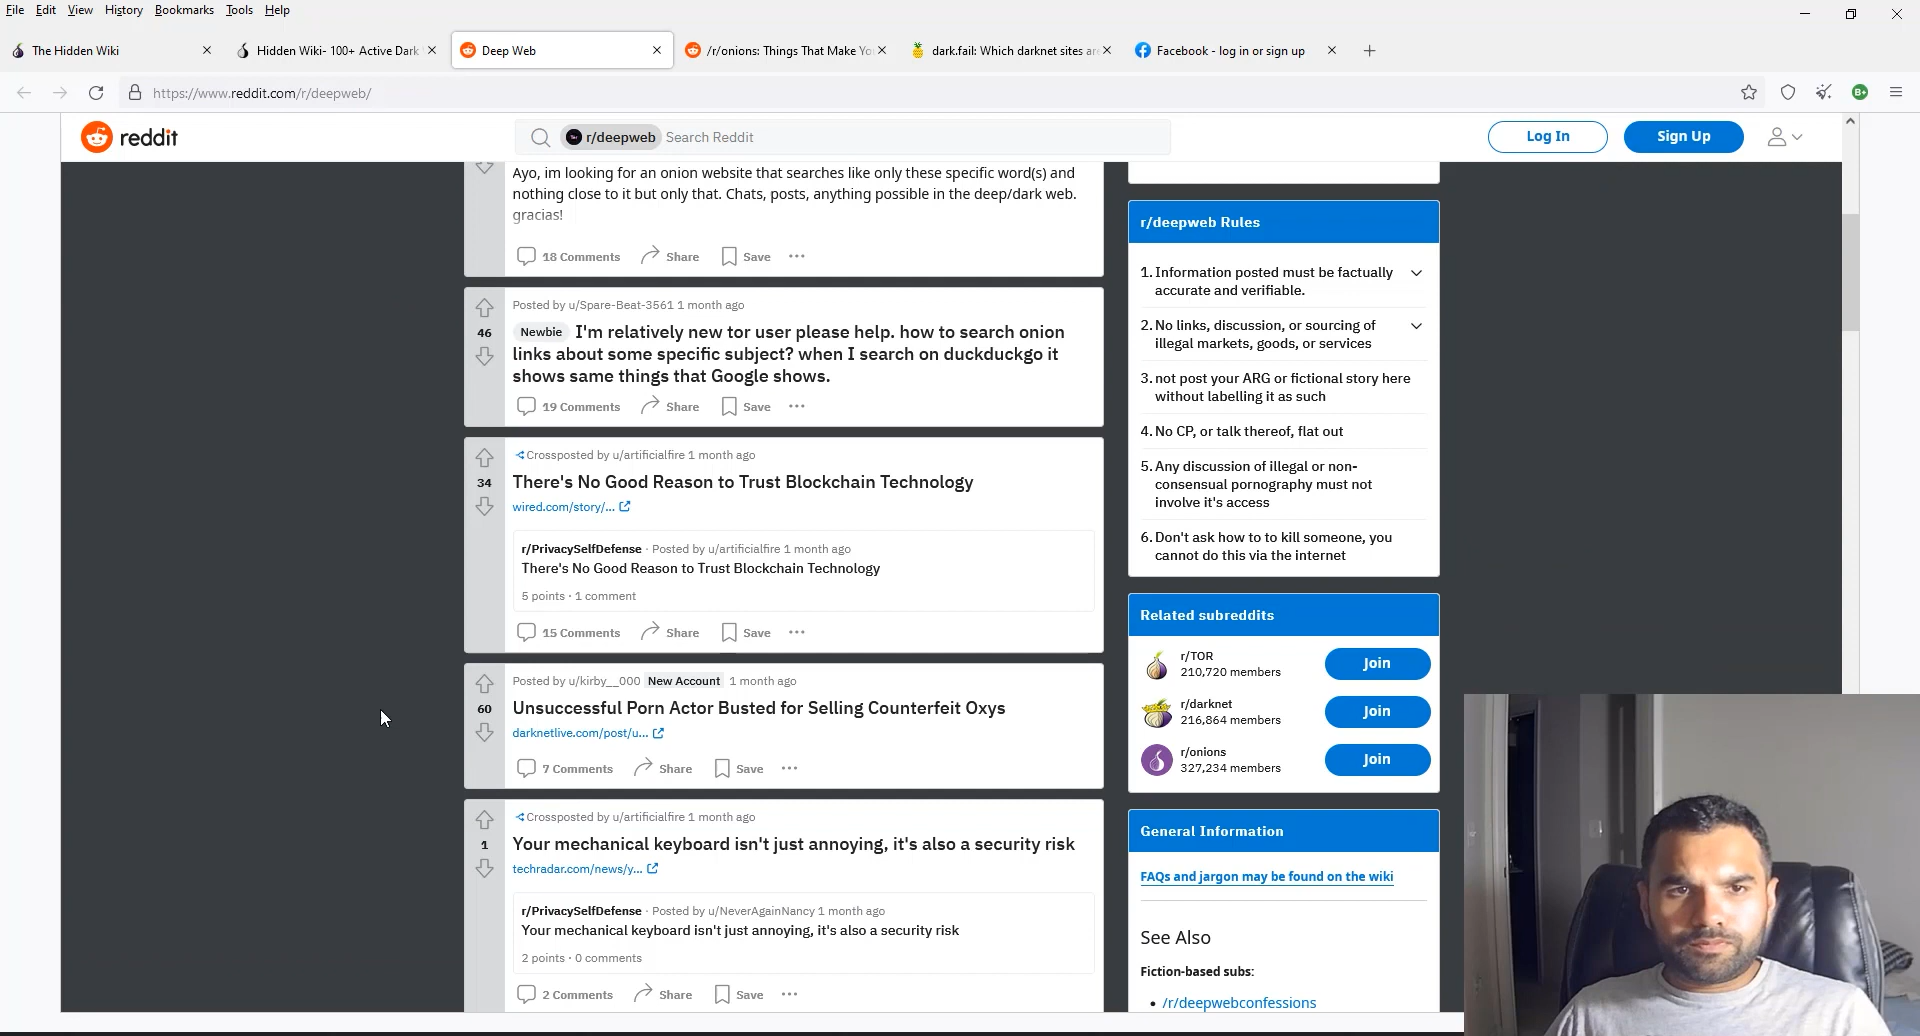 File Edit View History Bookmarks Tools Help
The Hidden Wiki
Hidden Wiki- 100+ Active Dark
Deep Web
/r/onions: Things That Make Yo
dark.fail: Which darknet sites are
Facebook - log in or sign up
https://www.reddit.com/r/deepweb/
B+
reddit
r/deepweb Search Reddit
Log In
Sign Up
Ayo, im looking for an onion website that searches like only these specific word(s) and
nothing close to it but only that. Chats, posts, anything possible in the deep/dark web.
gracias!
18 Comments Share Save
Posted by u/Spare-Beat-3561 1 month ago
46
Newbie I'm relatively new tor user please help. how to search onion
links about some specific subject? when I search on duckduckgo it
shows same things that Google shows.
19 Comments Share Save
Crossposted by u/artificialfire 1 month ago
34
There's No Good Reason to Trust Blockchain Technology
wired.com/story/...
r/PrivacySelfDefense · Posted by u/artificialfire 1 month ago
There's No Good Reason to Trust Blockchain Technology
5 points · 1 comment
15 Comments Share Save
Posted by u/kirby__000 New Account 1 month ago
60
Unsuccessful Porn Actor Busted for Selling Counterfeit Oxys
darknetlive.com/post/u...
7 Comments Share Save
Crossposted by u/artificialfire 1 month ago
1
Your mechanical keyboard isn't just annoying, it's also a security risk
techradar.com/news/y...
r/PrivacySelfDefense · Posted by u/NeverAgainNancy 1 month ago
Your mechanical keyboard isn't just annoying, it's also a security risk
2 points · 0 comments
2 Comments Share Save
r/deepweb Rules
1. Information posted must be factually
accurate and verifiable.
2. No links, discussion, or sourcing of
illegal markets, goods, or services
3. not post your ARG or fictional story here
without labelling it as such
4. No CP, or talk thereof, flat out
5. Any discussion of illegal or non-
consensual pornography must not
involve it's access
6. Don't ask how to to kill someone, you
cannot do this via the internet
Related subreddits
r/TOR
210,720 members
Join
r/darknet
216,864 members
Join
r/onions
327,234 members
Join
General Information
FAQs and jargon may be found on the wiki
See Also
Fiction-based subs:
• /r/deepwebconfessions